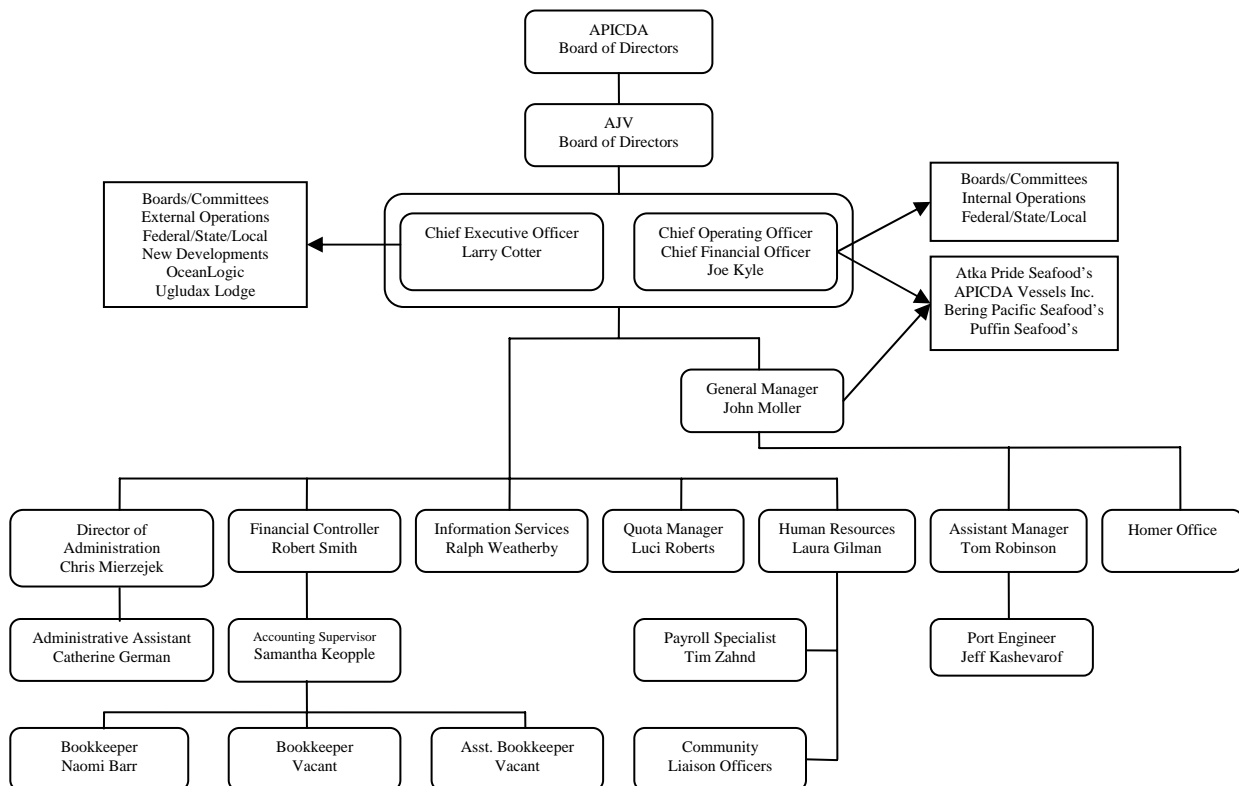 APICDA
Board of Directors
AJV
Board of Directors
Boards/Committees
External Operations
Federal/State/Local
New Developments
OceanLogic
Ugludax Lodge
Chief Executive Officer
Larry Cotter
Chief Operating Officer
Chief Financial Officer
Joe Kyle
Boards/Committees
Internal Operations
Federal/State/Local
Atka Pride Seafood’s
APICDA Vessels Inc.
Bering Pacific Seafood’s
Puffin Seafood’s
General Manager
John Moller
Director of
Administration
Chris Mierzejek
Financial Controller
Robert Smith
Information Services
Ralph Weatherby
Quota Manager
Luci Roberts
Human Resources
Laura Gilman
Assistant Manager
Tom Robinson
Homer Office
Administrative Assistant
Catherine German
Accounting Supervisor
Samantha Keopple
Payroll Specialist
Tim Zahnd
Port Engineer
Jeff Kashevarof
Bookkeeper
Naomi Barr
Bookkeeper
Vacant
Asst. Bookkeeper
Vacant
Community
Liaison Officers